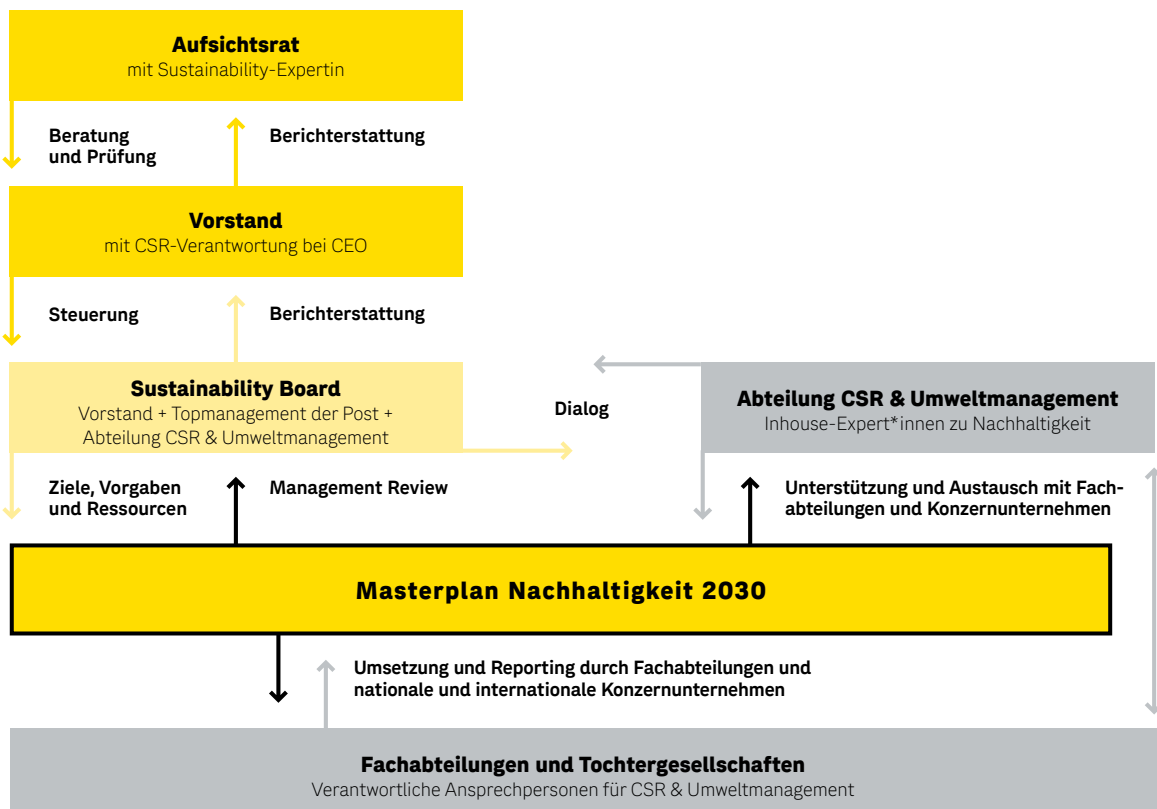 Aufsichtsrat
mit Sustainability-Expertin
Beratung
und Prüfung
Berichterstattung
Vorstand
mit CSR-Verantwortung bei CEO
Steuerung
Berichterstattung
Sustainability Board
Vorstand + Topmanagement der Post +
Abteilung CSR & Umweltmanagement
Dialog
Abteilung CSR & Umweltmanagement
Inhouse-Expert*innen zu Nachhaltigkeit
Ziele, Vorgaben
und Ressourcen
Management Review
Unterstützung und Austausch mit Fach-
abteilungen und Konzernunternehmen
Masterplan Nachhaltigkeit 2030
Umsetzung und Reporting durch Fachabteilungen und
nationale und internationale Konzernunternehmen
Fachabteilungen und Tochtergesellschaften
Verantwortliche Ansprechpersonen für CSR & Umweltmanagement